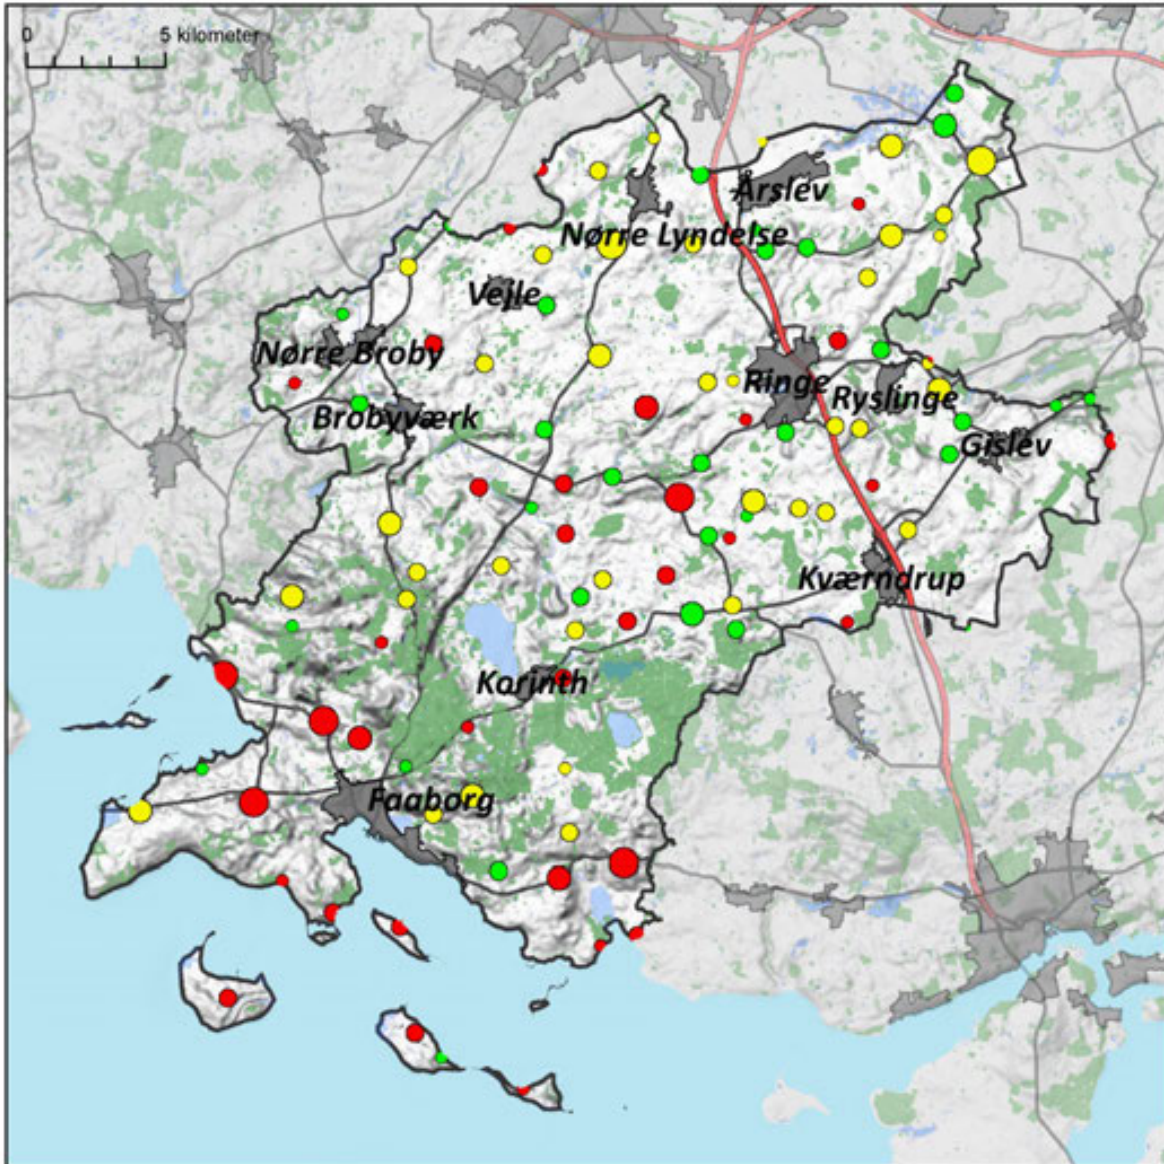 0 5 kilometer
Årslev
Nørre Lyndelse
Vejle
Nørre Broby
Ringe
Ryslinge
Brobyværk
Gislev
Kværndrup
Korinth
Faaborg